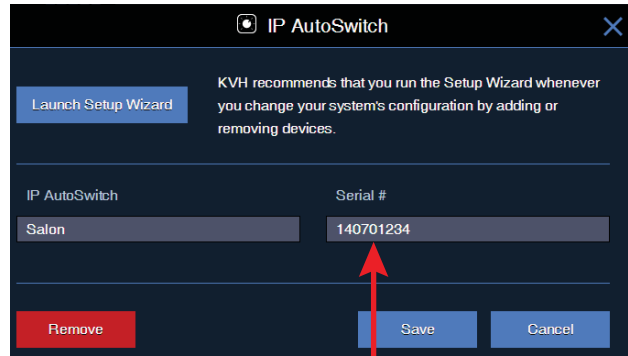 IP AutoSwitch
Launch Setup Wizard
KVH recommends that you run the Setup Wizard whenever
you change your system's configuration by adding or
removing devices.
IP AutoSwitch
Serial #
Salon
140701234
Remove
Save
Cancel